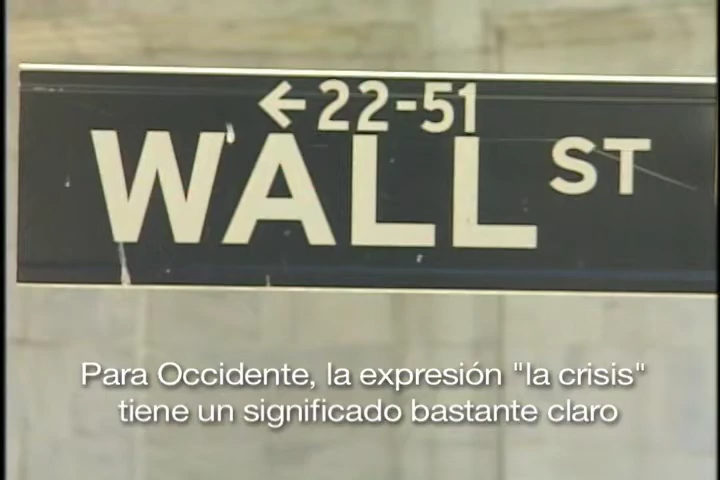 ←22-51
WALL ST
Para Occidente, la expresión "la crisis"
tiene un significado bastante claro